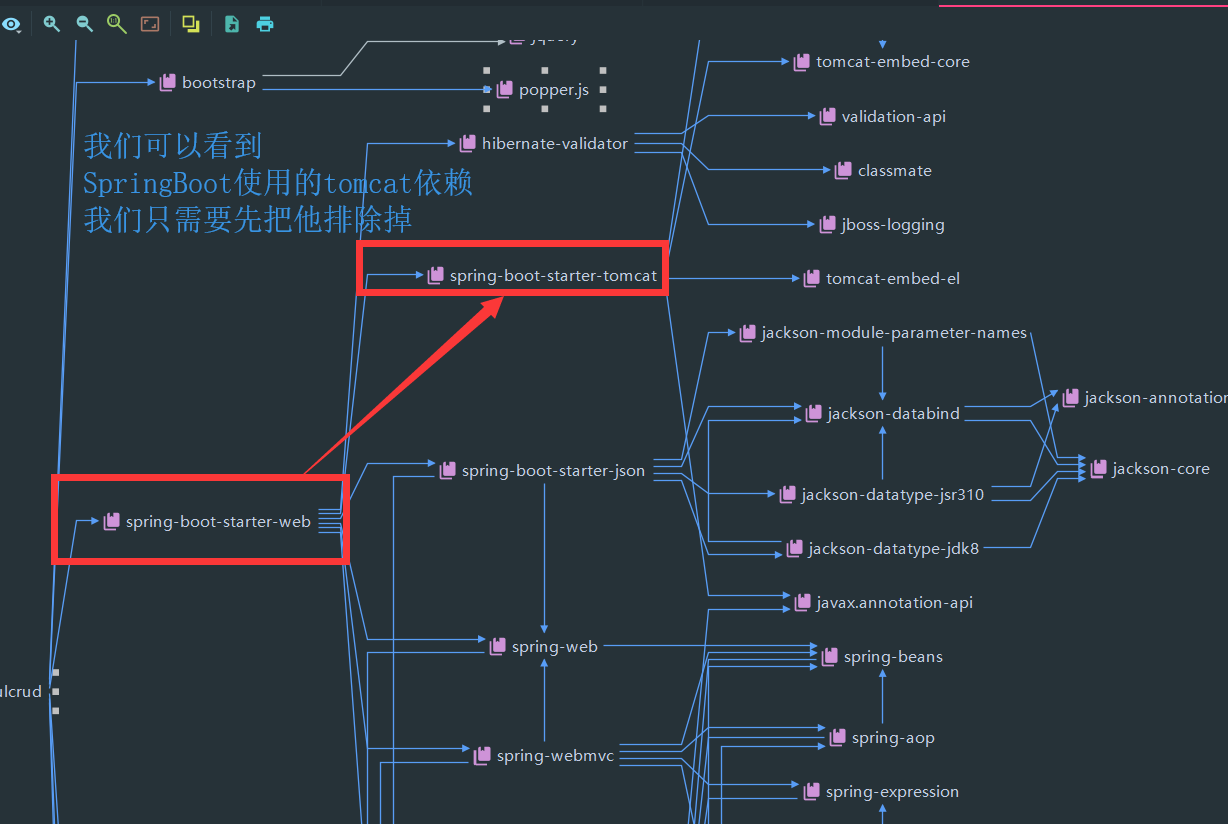 jquery
tomcat-embed-core
bootstrap
popper.js
validation-api
我们可以看到
hibernate-validator
classmate
SpringBoot使用的tomcat依赖
我们只需要先把他排除掉
jboss-logging
spring-boot-starter-tomcat
tomcat-embed-el
jackson-module-parameter-names
jackson-annotation
jackson-databind
spring-boot-starter-json
jackson-core
jackson-datatype-jsr310
spring-boot-starter-web
jackson-datatype-jdk8
javax.annotation-api
spring-web
spring-beans
ulcrud
spring-aop
spring-webmvc
spring-expression